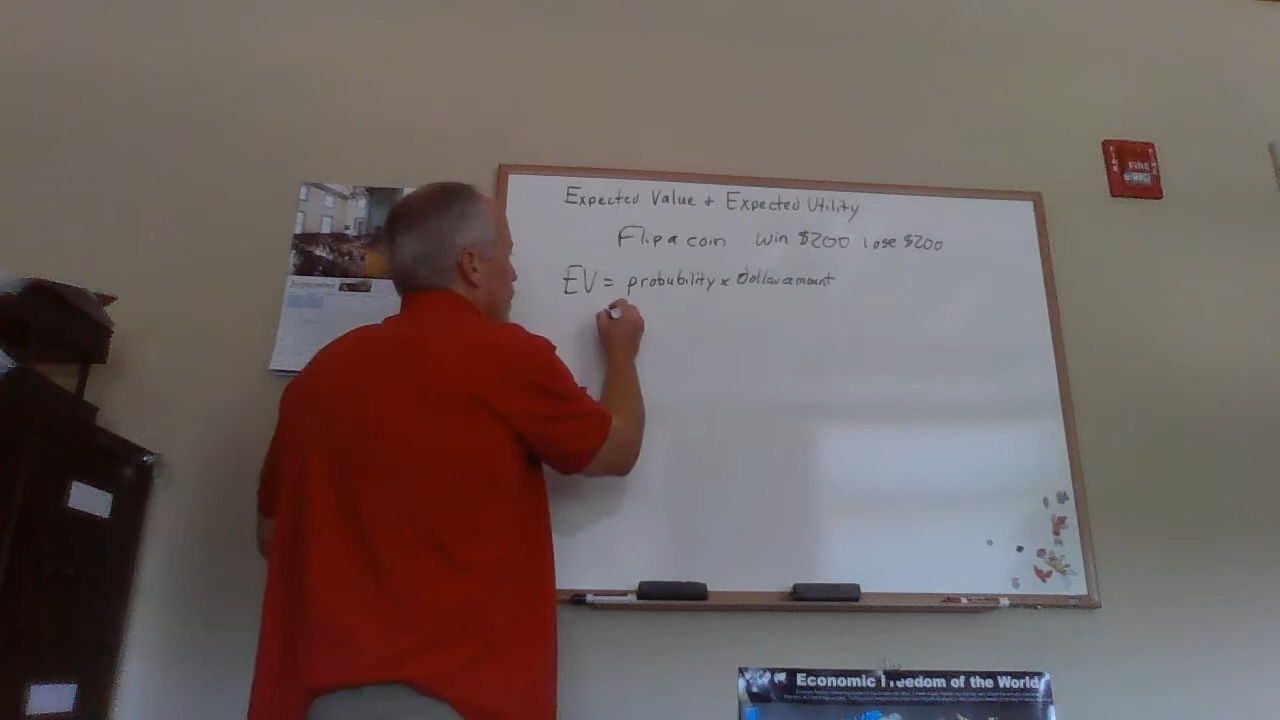 Expected Value + Expected Utility
Flip a coin win $200 lose $200
EV = probability x Dollar amount
September
FIRE
Economic Freedom of the World